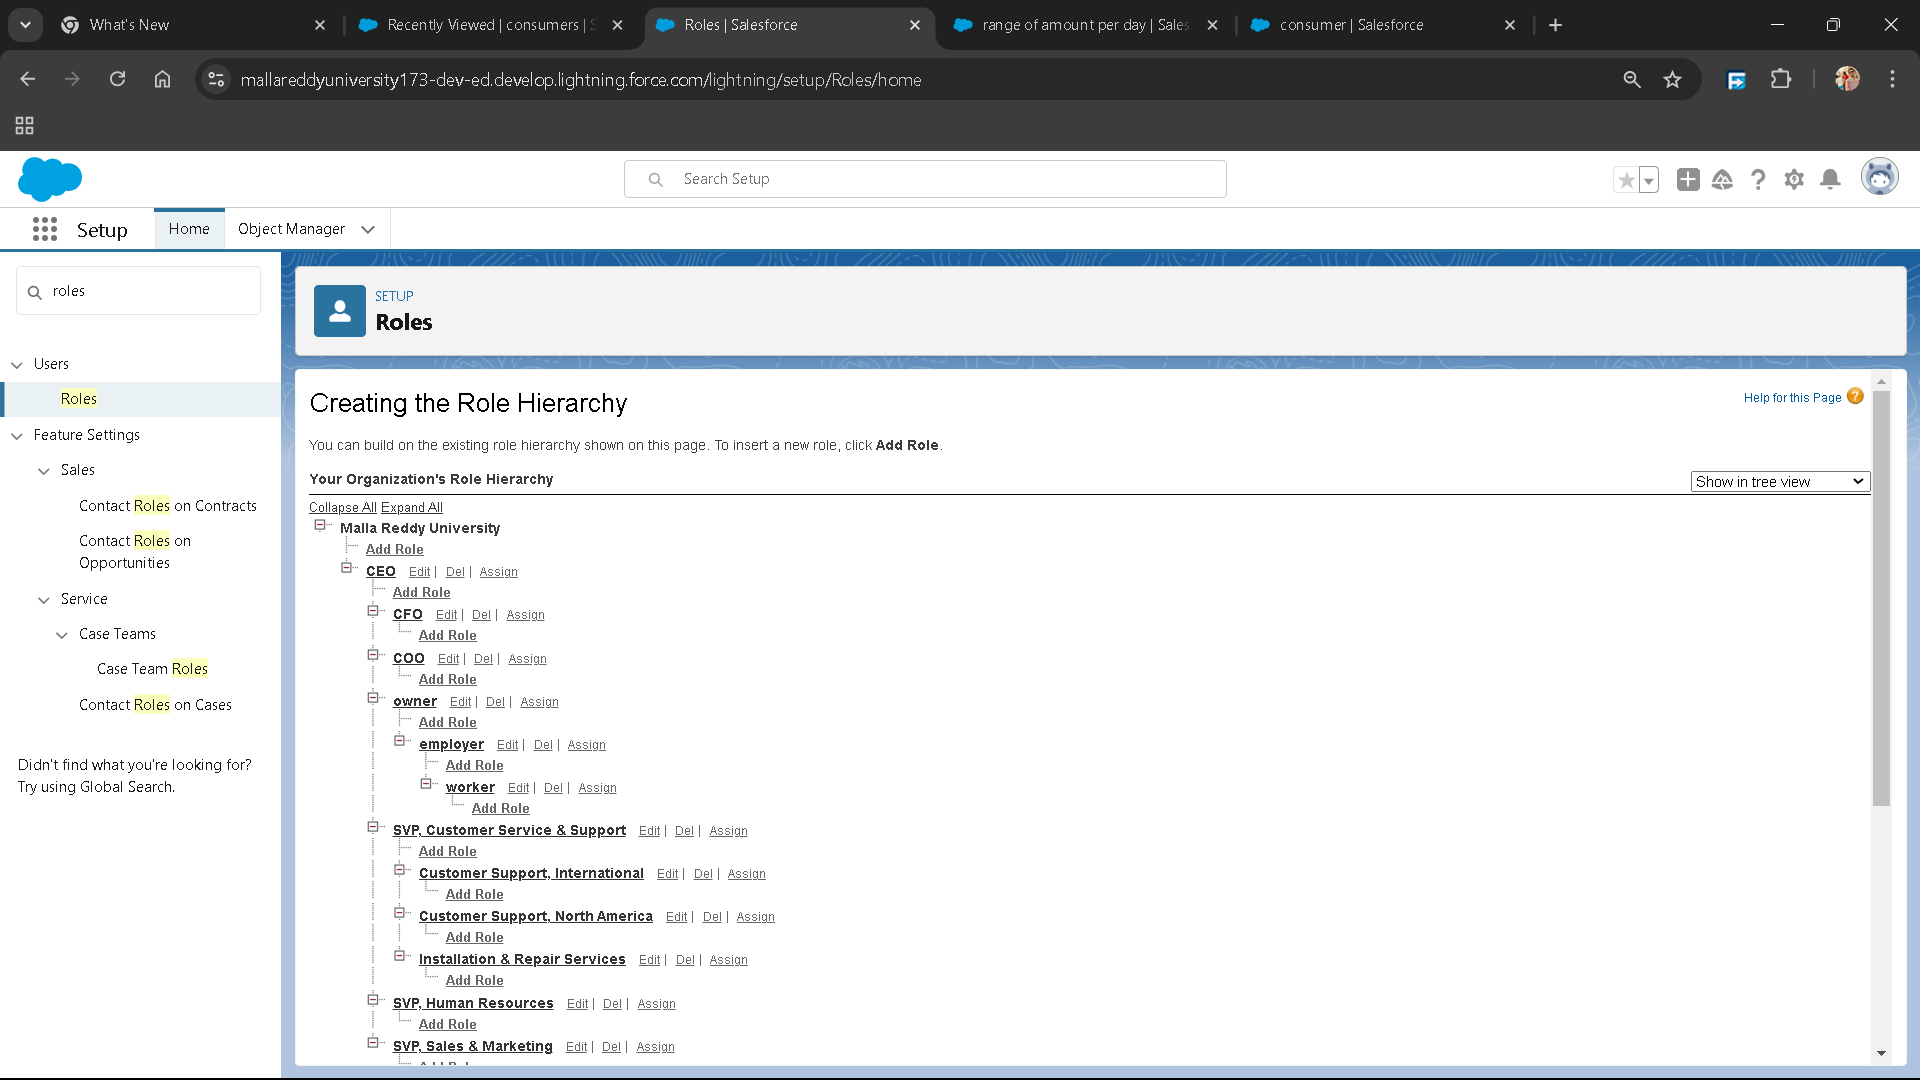 What's New
Recently Viewed | consumers | S
Roles | Salesforce
range of amount per day | Sales
consumer | Salesforce
mallareddyuniversity173-dev-ed.develop.lightning.force.com/lightning/setup/Roles/home
Search Setup
Setup
Home
Object Manager
roles
Users
Roles
Feature Settings
Sales
Contact Roles on Contracts
Contact Roles on
Opportunities
Service
Case Teams
Case Team Roles
Contact Roles on Cases
Didn't find what you're looking for?
Try using Global Search.
SETUP
Roles
Creating the Role Hierarchy
Help for this Page
You can build on the existing role hierarchy shown on this page. To insert a new role, click Add Role.
Your Organization's Role Hierarchy
Show in tree view
Collapse All Expand All
Malla Reddy University
Add Role
CEO Edit | Del | Assign
Add Role
CFO Edit | Del | Assign
Add Role
COO Edit | Del | Assign
Add Role
owner Edit | Del | Assign
Add Role
employer Edit | Del | Assign
Add Role
worker Edit | Del | Assign
Add Role
SVP, Customer Service & Support Edit | Del | Assign
Add Role
Customer Support, International Edit | Del | Assign
Add Role
Customer Support, North America Edit | Del | Assign
Add Role
Installation & Repair Services Edit | Del | Assign
Add Role
SVP, Human Resources Edit | Del | Assign
Add Role
SVP, Sales & Marketing Edit | Del | Assign